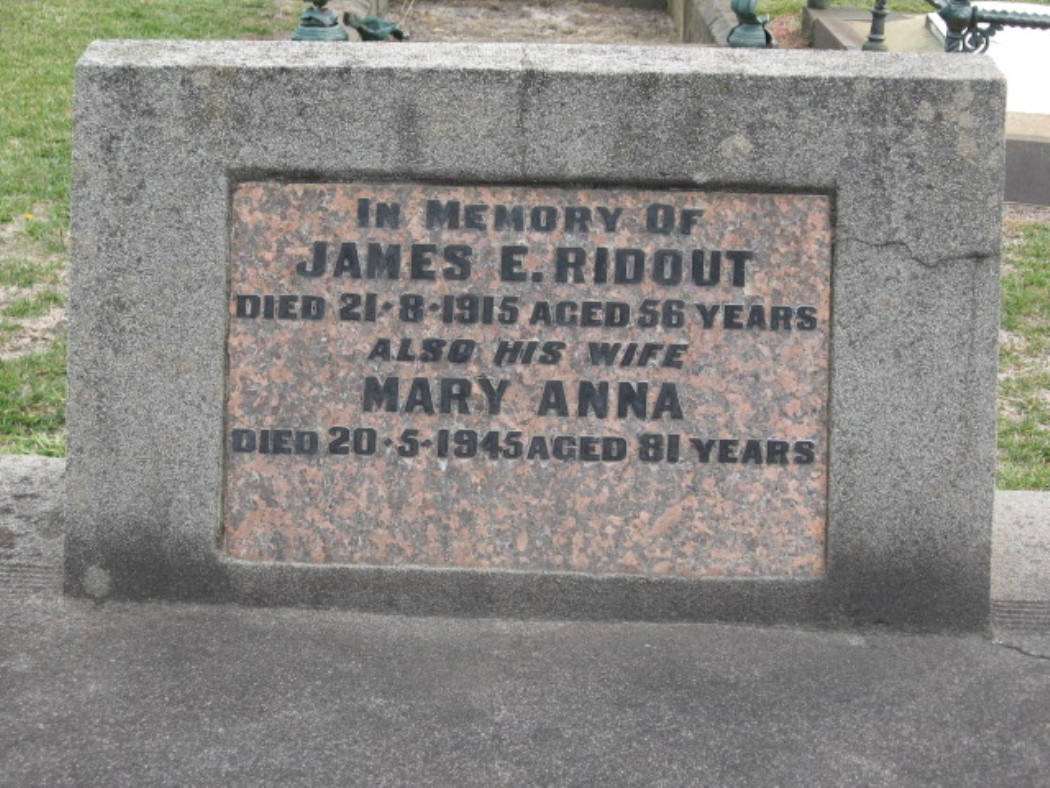 IN MEMORY OF
JAMES E. RIDOUT
DIED 21·8·1915 AGED 56 YEARS
ALSO HIS WIFE
MARY ANNA
DIED 20·5·1945 AGED 81 YEARS